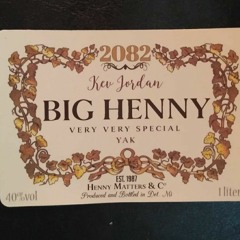 2082
Kev Jordan
BIG HENNY
VERY VERY SPECIAL
YAK
EST. 1987
HENNY MATTERS & Cº
Produced and Bottled in Det. Mi
40%vol
1 liter